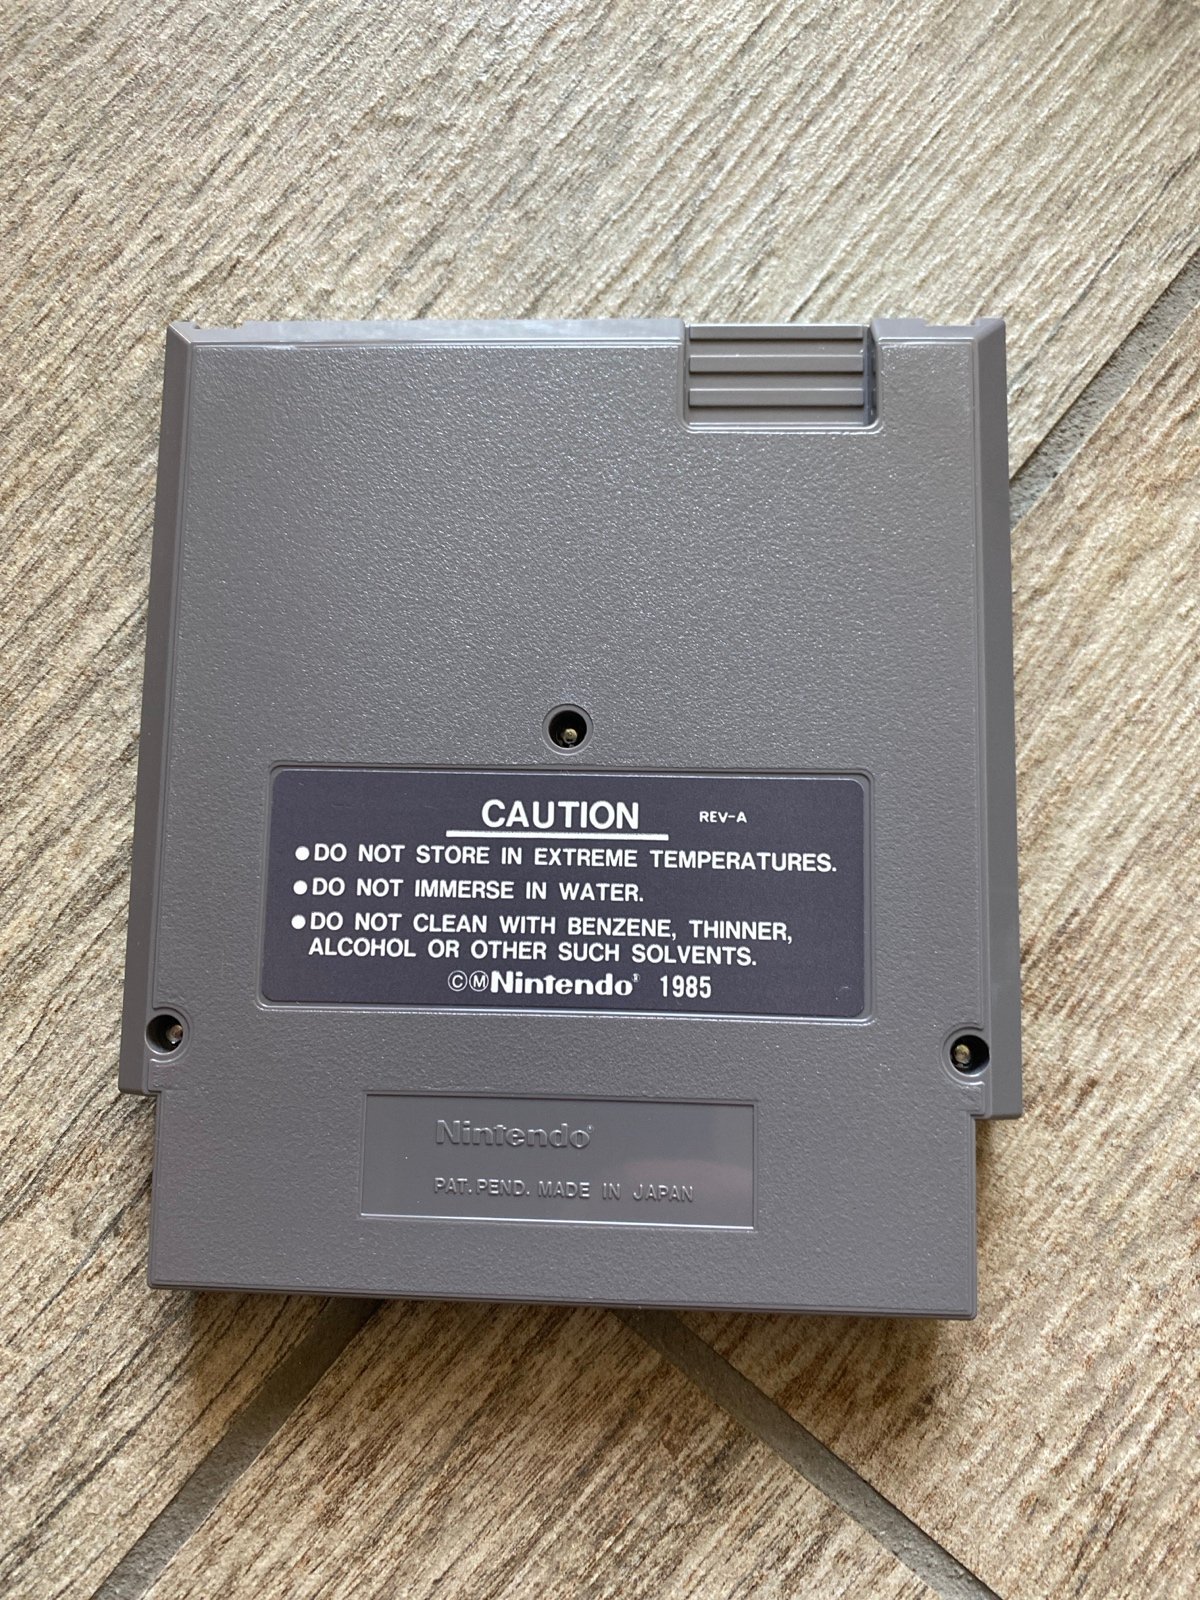 CAUTION REV-A
●DO NOT STORE IN EXTREME TEMPERATURES.
●DO NOT IMMERSE IN WATER.
●DO NOT CLEAN WITH BENZENE, THINNER,
ALCOHOL OR OTHER SUCH SOLVENTS.
ⒸⓂNintendo® 1985
Nintendo®
PAT. PEND. MADE IN JAPAN